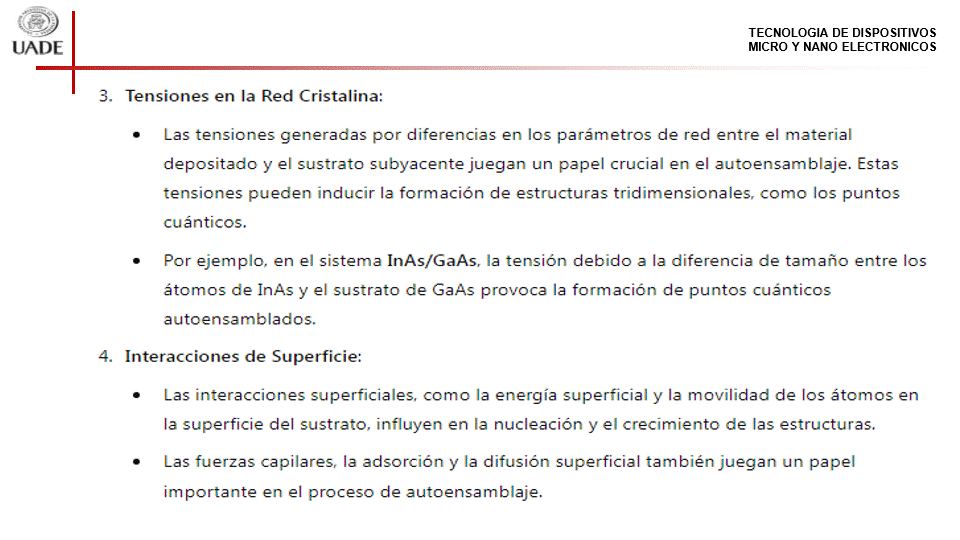 UADE
TECNOLOGIA DE DISPOSITIVOS
MICRO Y NANO ELECTRONICOS
3. Tensiones en la Red Cristalina:
• Las tensiones generadas por diferencias en los parámetros de red entre el material
depositado y el sustrato subyacente juegan un papel crucial en el autoensamblaje. Estas
tensiones pueden inducir la formación de estructuras tridimensionales, como los puntos
cuánticos.
• Por ejemplo, en el sistema InAs/GaAs, la tensión debido a la diferencia de tamaño entre los
átomos de InAs y el sustrato de GaAs provoca la formación de puntos cuánticos
autoensamblados.
4. Interacciones de Superficie:
• Las interacciones superficiales, como la energía superficial y la movilidad de los átomos en
la superficie del sustrato, influyen en la nucleación y el crecimiento de las estructuras.
• Las fuerzas capilares, la adsorción y la difusión superficial también juegan un papel
importante en el proceso de autoensamblaje.